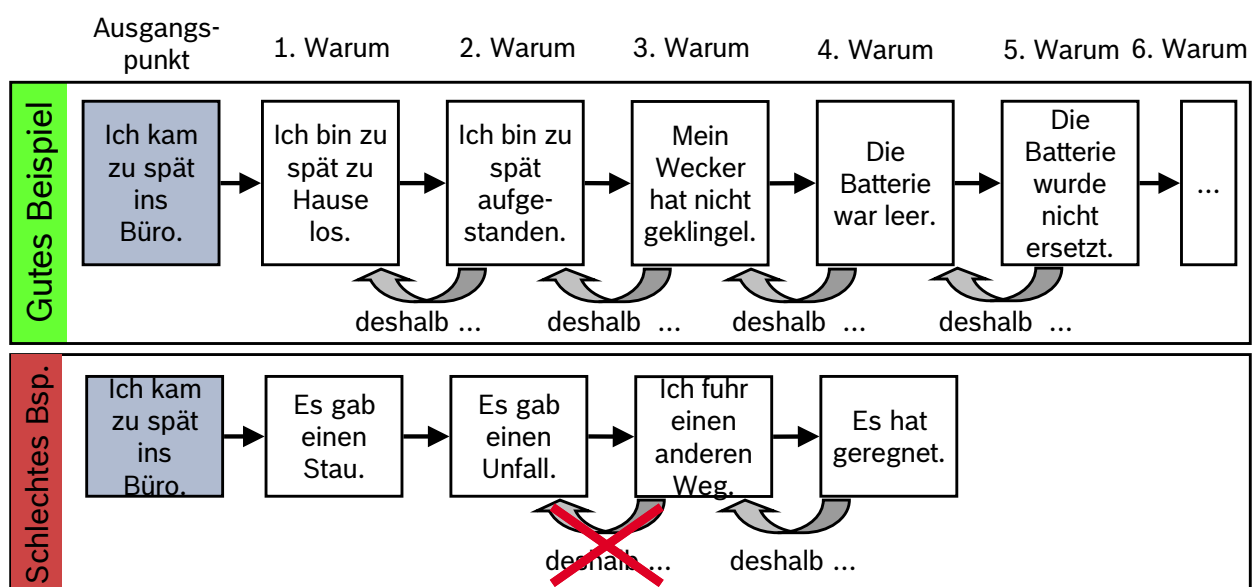 Ausgangs-
punkt
1. Warum
2. Warum
3. Warum
4. Warum
5. Warum
6. Warum
Gutes Beispiel
Ich kam
zu spät
ins
Büro.
Ich bin zu
spät zu
Hause
los.
Ich bin zu
spät
aufge-
standen.
Mein
Wecker
hat nicht
geklingel.
Die
Batterie
war leer.
Die
Batterie
wurde
nicht
ersetzt.
...
deshalb ...
deshalb ...
deshalb ...
deshalb ...
Schlechtes Bsp.
Ich kam
zu spät
ins
Büro.
Es gab
einen
Stau.
Es gab
einen
Unfall.
Ich fuhr
einen
anderen
Weg.
Es hat
geregnet.
deshalb ...
deshalb ...